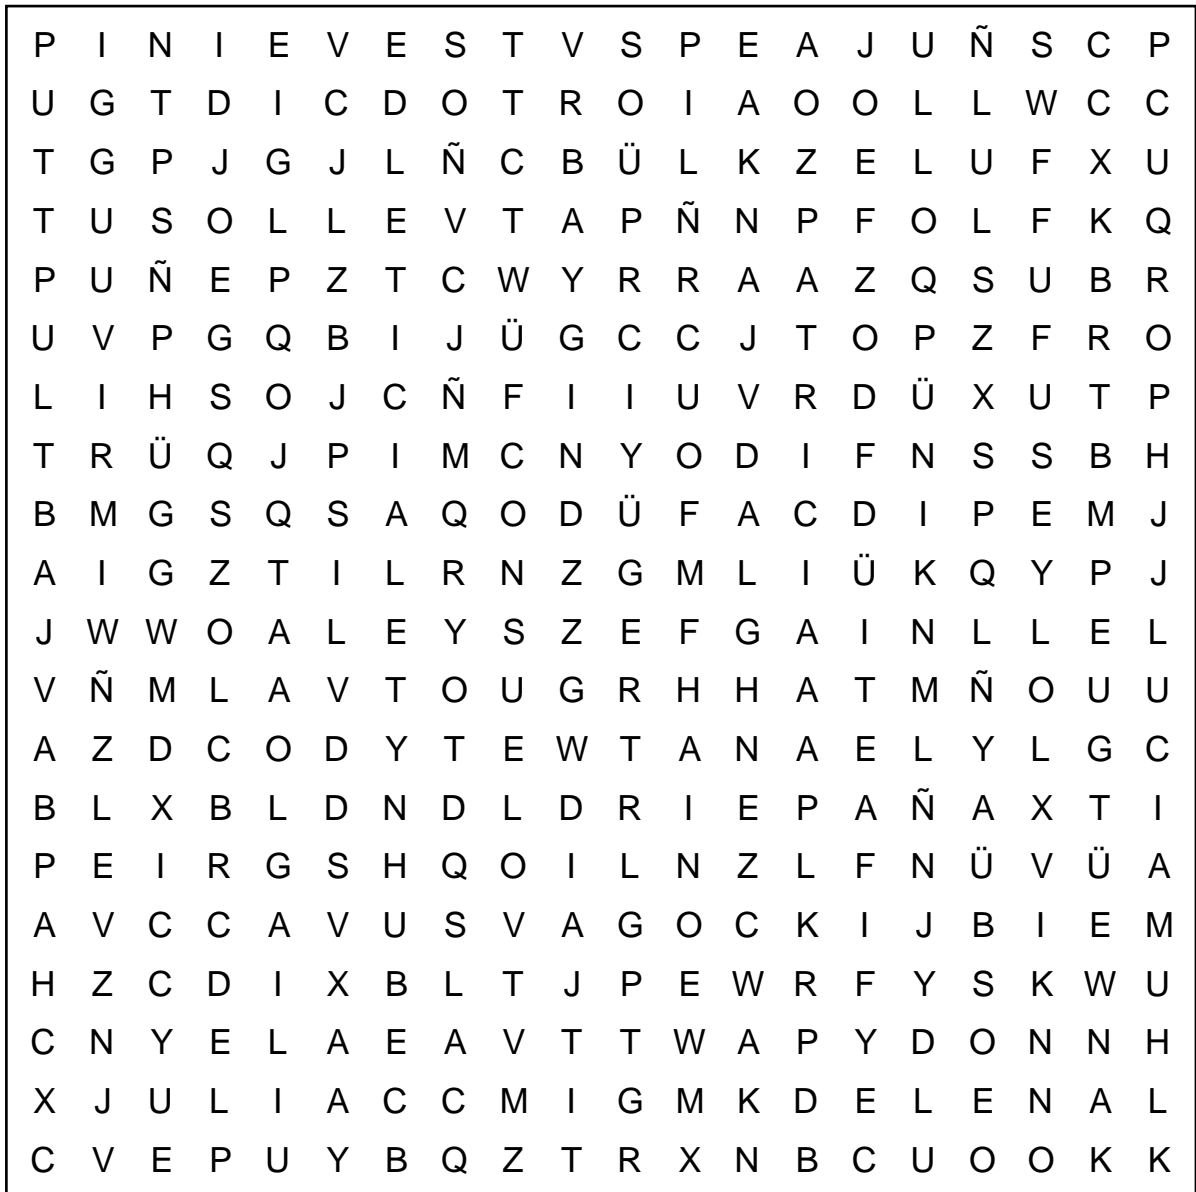 P I N I E V E S T V S P E A J U Ñ S C P
U G T D I C D O T R O I A O O L L W C C
T G P J G J L Ñ C B Ü L K Z E L U F X U
T U S O L L E V T A P Ñ N P F O L F K Q
P U Ñ E P Z T C W Y R R A A Z Q S U B R
U V P G Q B I J Ü G C C J T O P Z F R O
L I H S O J C Ñ F I I U V R D Ü X U T P
T R Ü Q J P I M C N Y O D I F N S S B H
B M G S Q S A Q O D Ü F A C D I P E M J
A I G Z T I L R N Z G M L I Ü K Q Y P J
J W W O A L E Y S Z E F G A I N L L E L
V Ñ M L A V T O U G R H H A T M Ñ O U U
A Z D C O D Y T E W T A N A E L Y L G C
B L X B L D N D L D R I E P A Ñ A X T I
P E I R G S H Q O I L N Z L F N Ü V Ü A
A V C C A V U S V A G O C K I J B I E M
H Z C D I X B L T J P E W R F Y S K W U
C N Y E L A E A V T T W A P Y D O N N H
X J U L I A C C M I G M K D E L E N A L
C V E P U Y B Q Z T R X N B C U O O K K